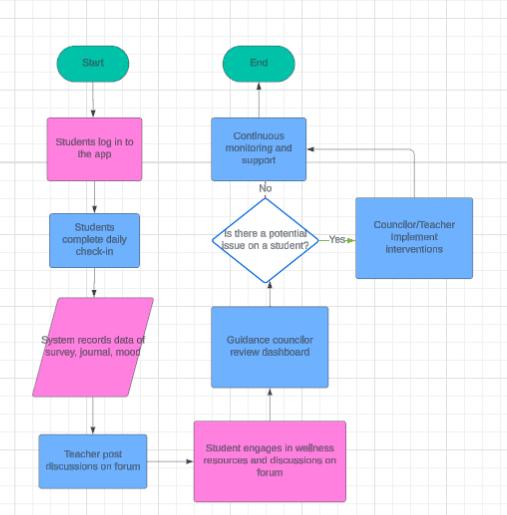 Start
Students log in to
the app
Students
complete daily
check-in
System records data of
survey, journal, mood
Teacher post
discussions on forum
Student engages in wellness
resources and discussions on
forum
Guidance councilor
review dashboard
Is there a potential
issue on a student?
Yes
Councilor/Teacher
implement
interventions
No
Continuous
monitoring and
support
End